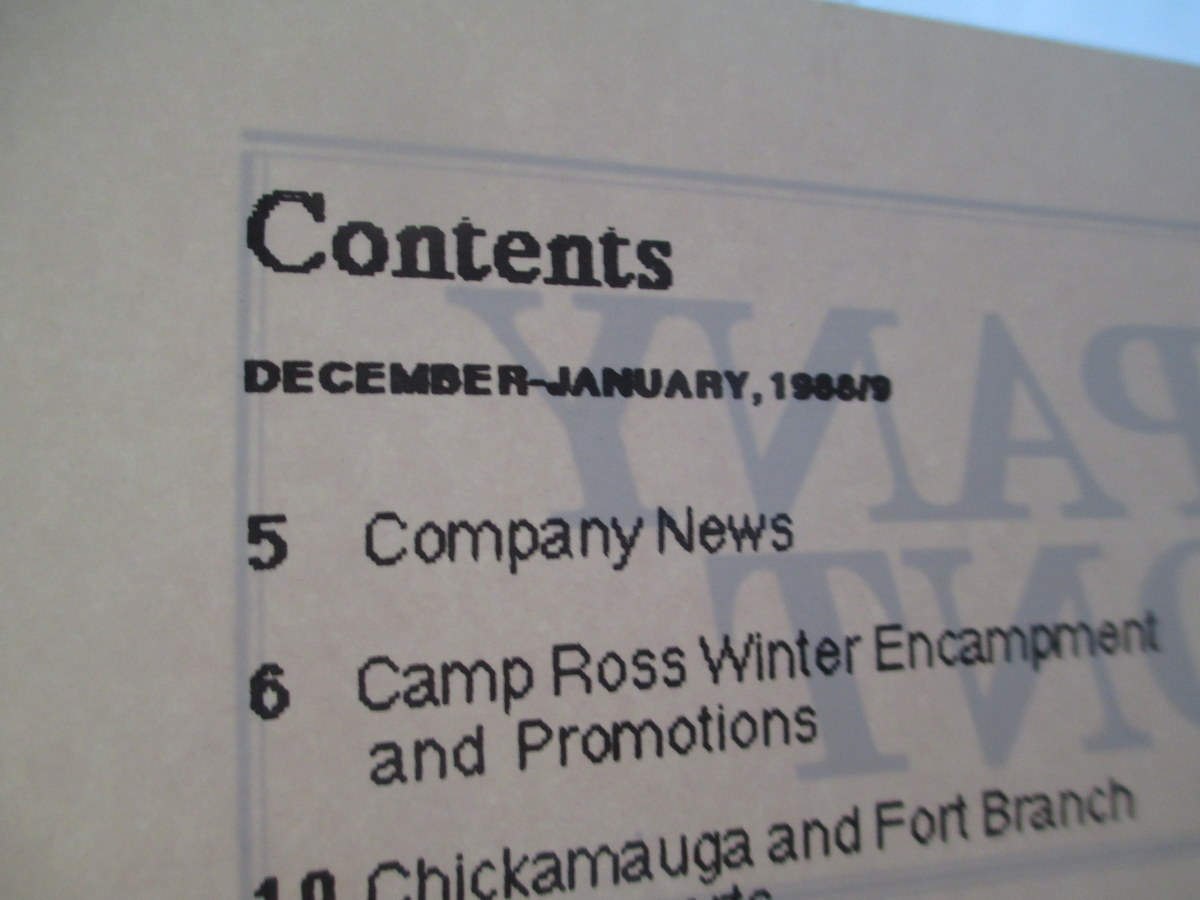 Contents
DECEMBER-JANUARY, 1988/9
5 Company News
6 Camp Ross Winter Encampment
and Promotions
10 Chickamauga and Fort Branch